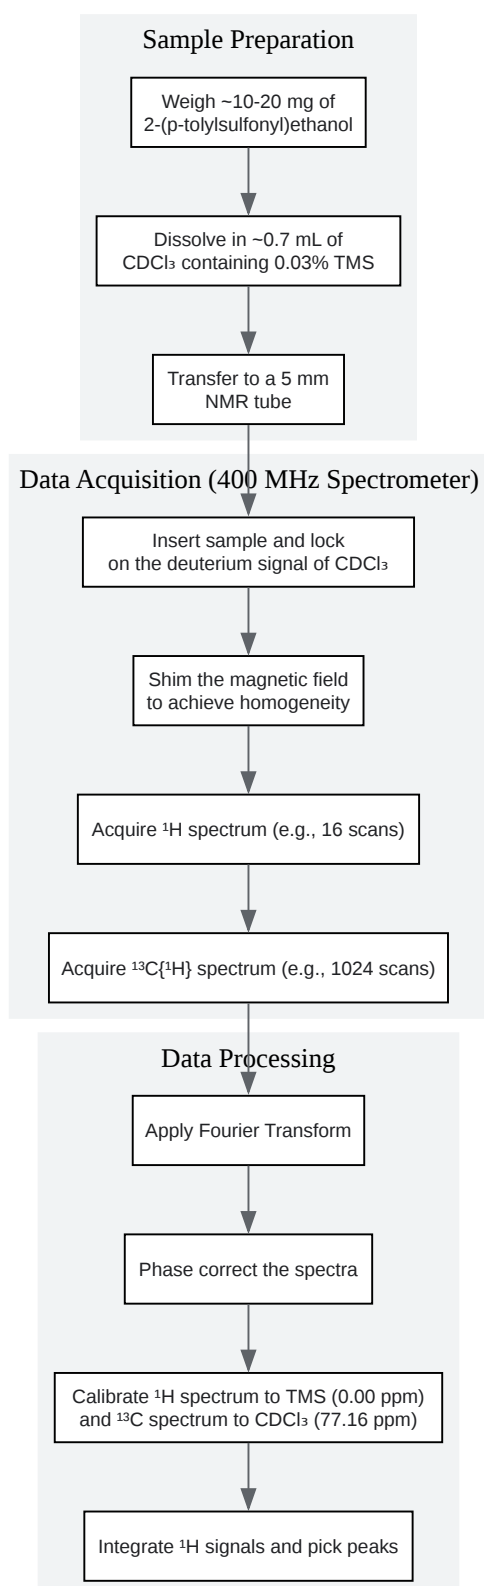 Sample Preparation
Weigh ~10-20 mg of
2-(p-tolylsulfonyl)ethanol
Dissolve in ~0.7 mL of
CDCl₃ containing 0.03% TMS
Transfer to a 5 mm
NMR tube
Data Acquisition (400 MHz Spectrometer)
Insert sample and lock
on the deuterium signal of CDCl₃
Shim the magnetic field
to achieve homogeneity
Acquire ¹H spectrum (e.g., 16 scans)
Acquire ¹³C{¹H} spectrum (e.g., 1024 scans)
Data Processing
Apply Fourier Transform
Phase correct the spectra
Calibrate ¹H spectrum to TMS (0.00 ppm)
and ¹³C spectrum to CDCl₃ (77.16 ppm)
Integrate ¹H signals and pick peaks